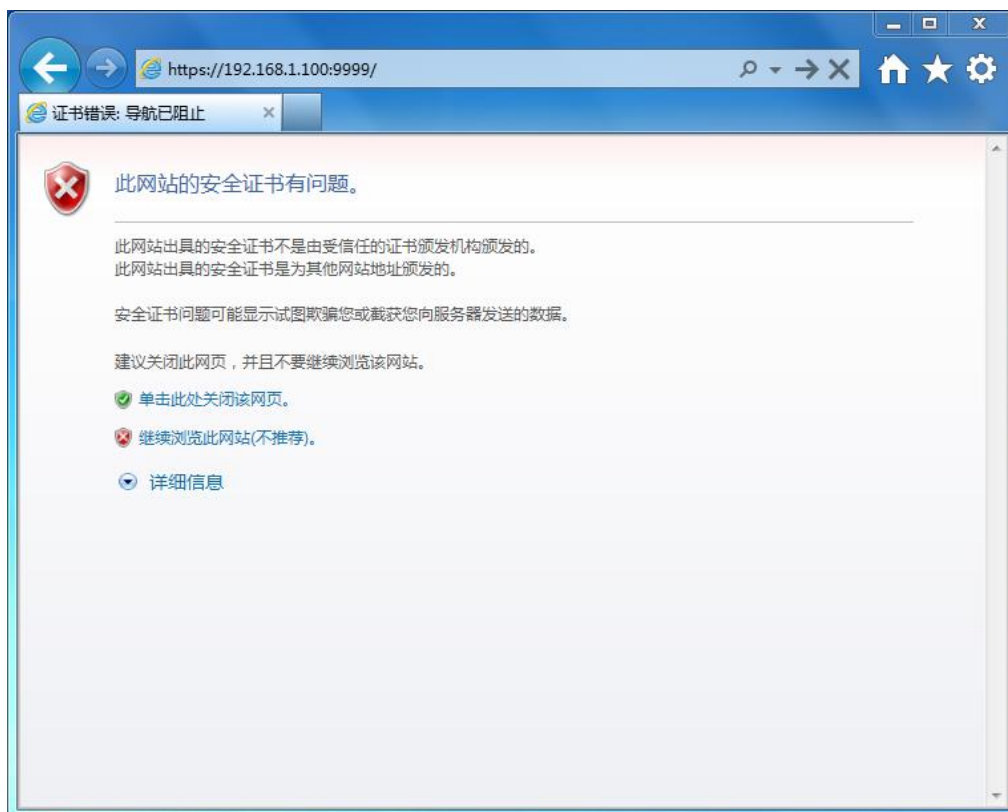 https://192.168.1.100:9999/
证书错误: 导航已阻止
此网站的安全证书有问题。
此网站出具的安全证书不是由受信任的证书颁发机构颁发的。
此网站出具的安全证书是为其他网站地址颁发的。
安全证书问题可能显示试图欺骗您或截获您向服务器发送的数据。
建议关闭此网页，并且不要继续浏览该网站。
单击此处关闭该网页。
继续浏览此网站(不推荐)。
详细信息